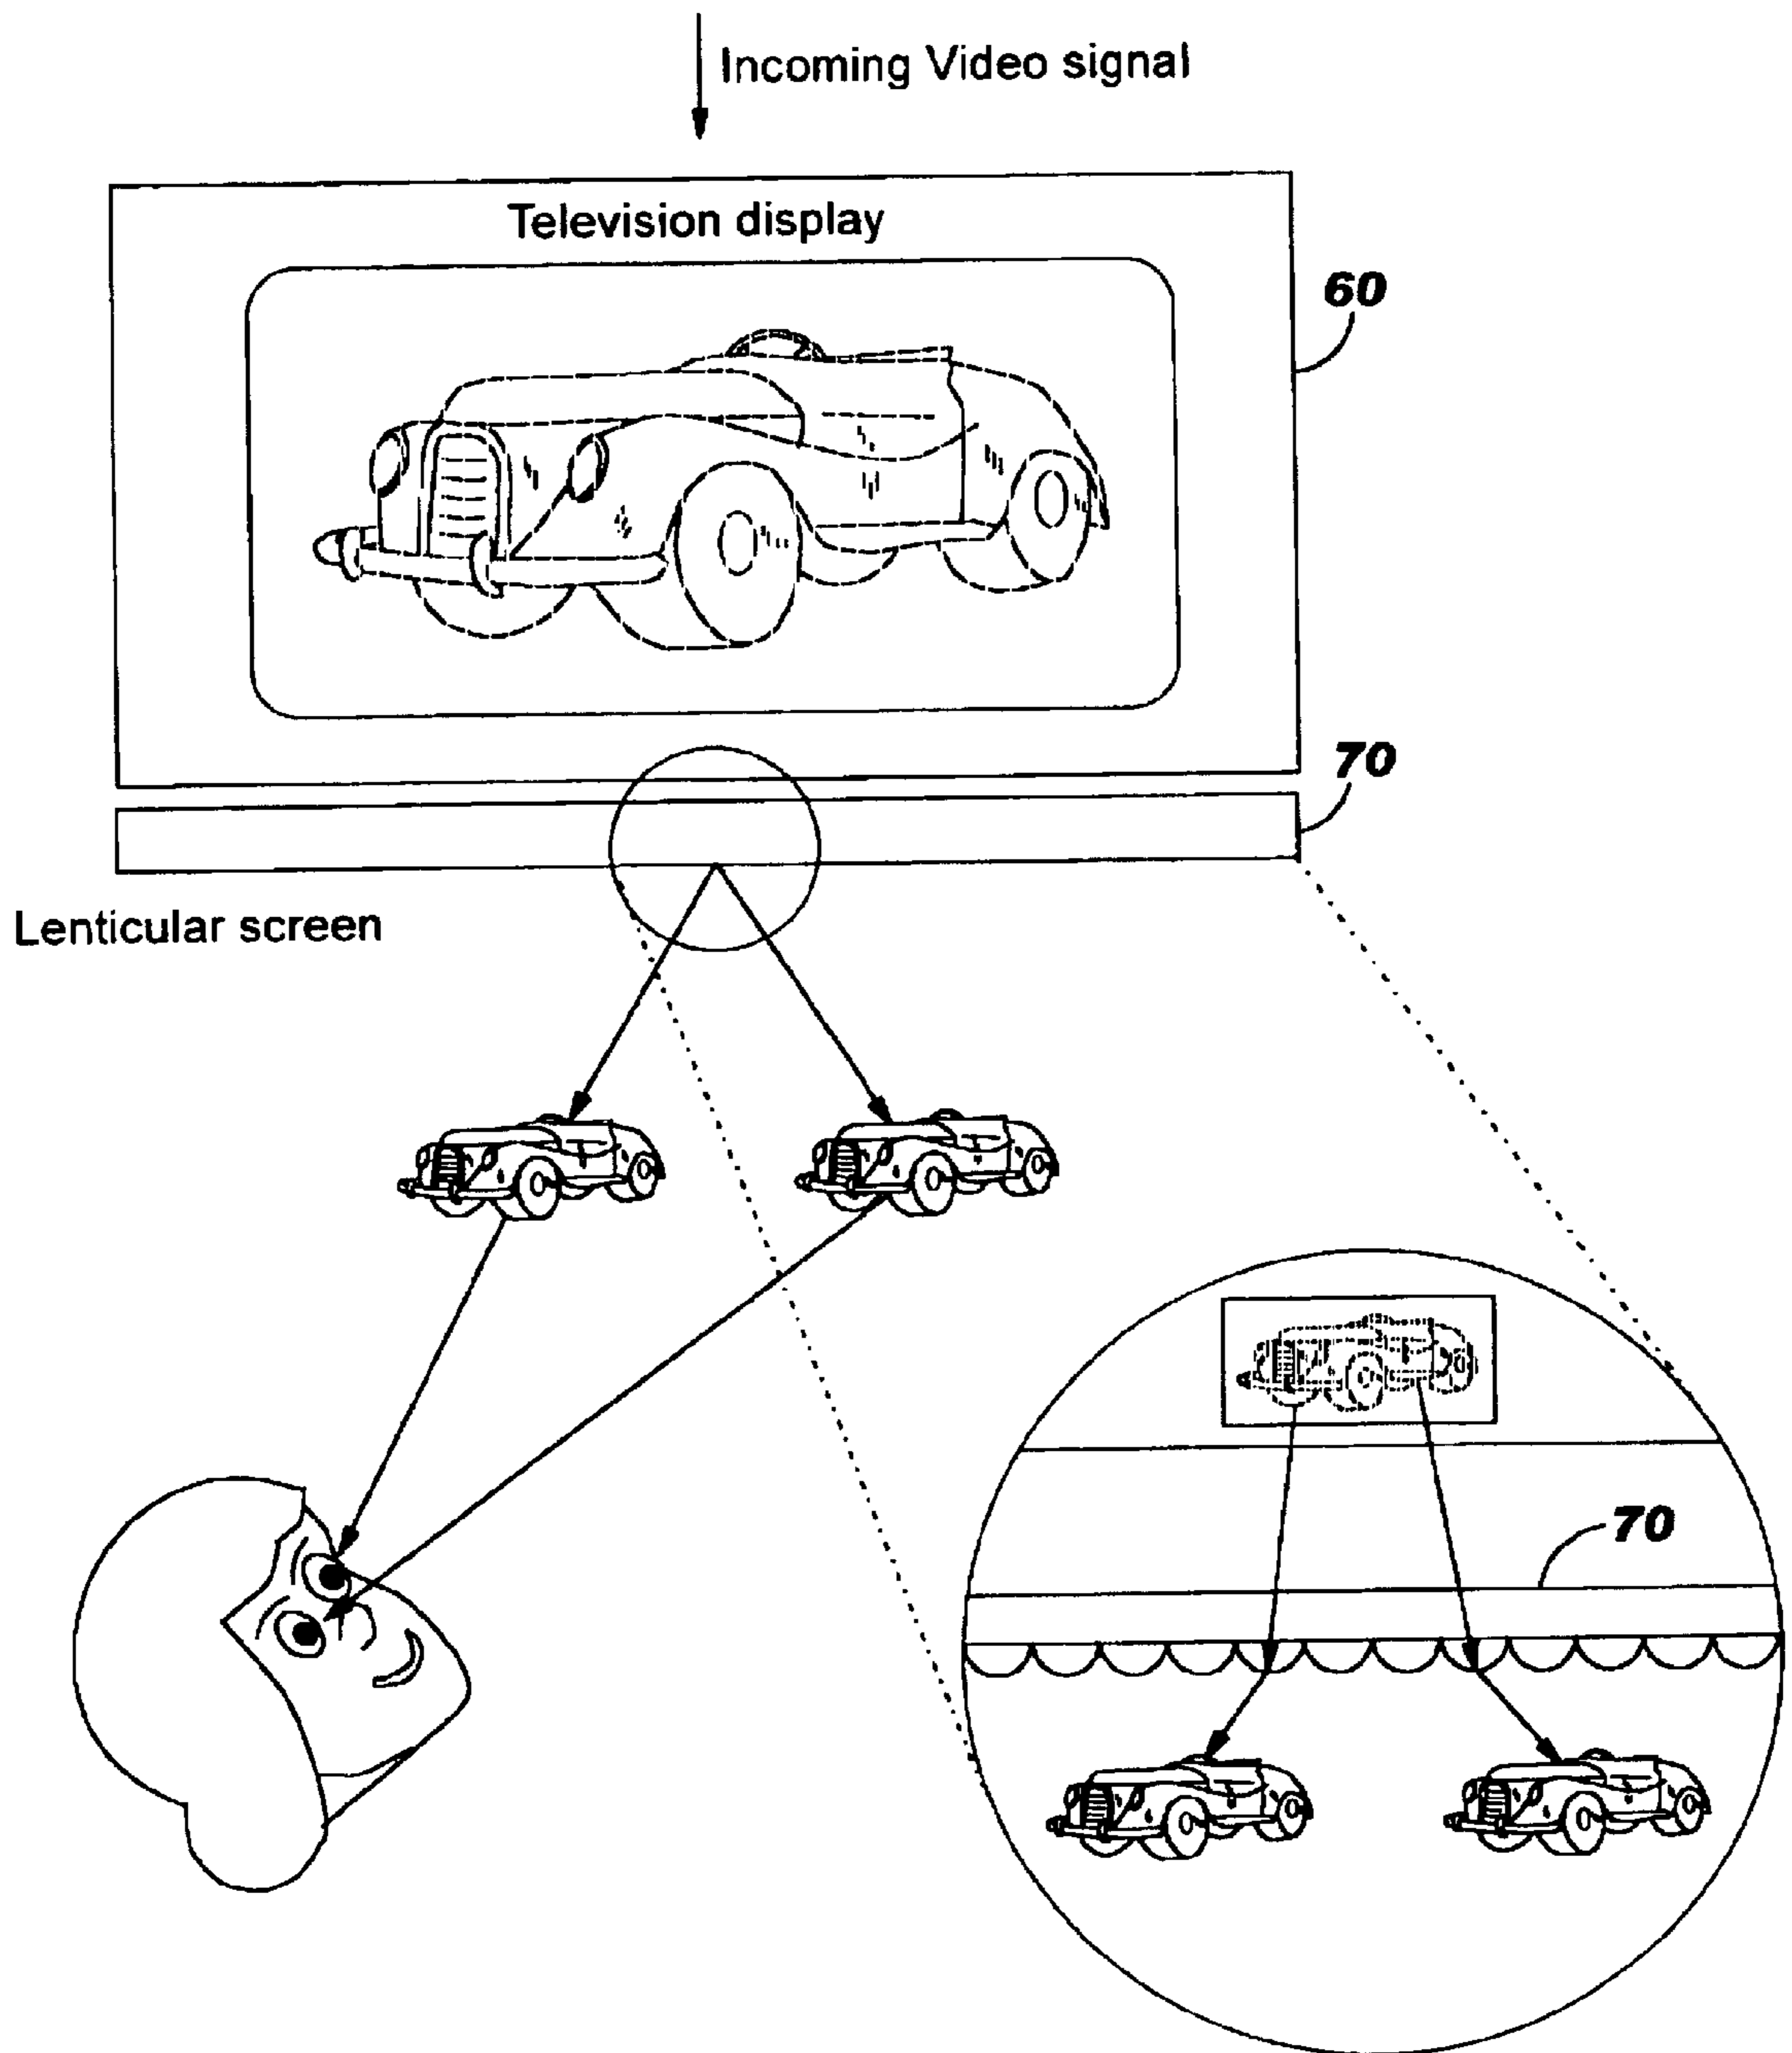 Incoming Video signal
Television display
60
70
Lenticular screen
70